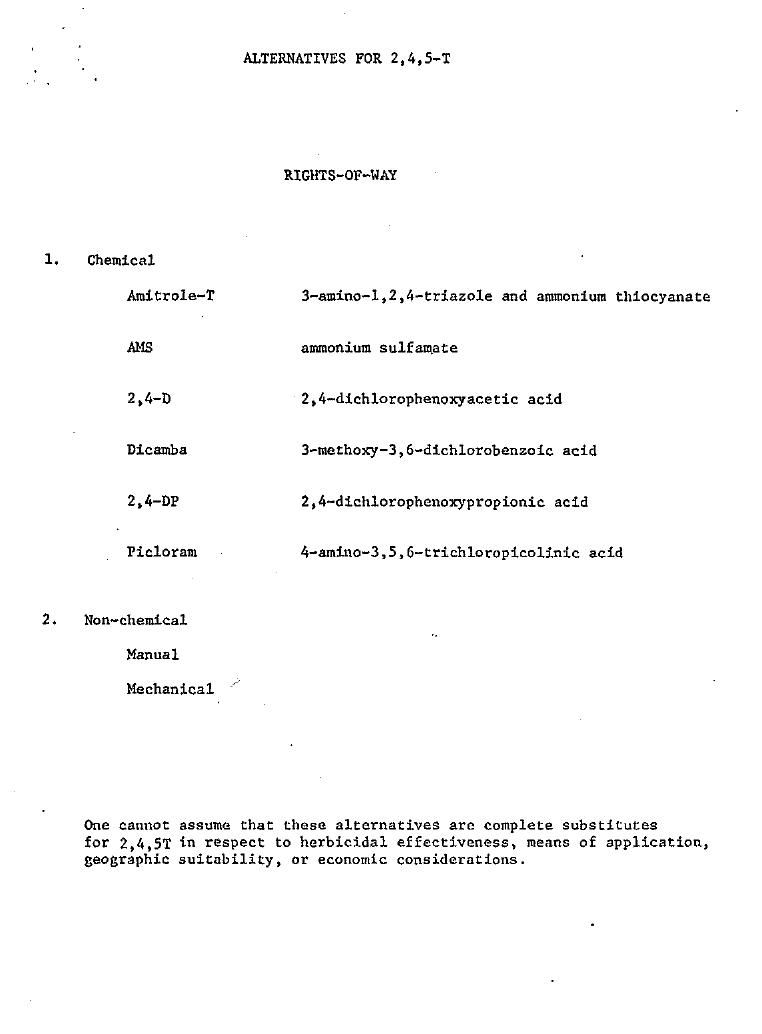 ALTERNATIVES FOR 2,4,5-T
RIGHTS-OF-WAY
1. Chemical
Amitrole-T 3-amino-1,2,4-triazole and ammonium thiocyanate
AMS ammonium sulfamate
2,4-D 2,4-dichlorophenoxyacetic acid
Dicamba 3-methoxy-3,6-dichlorobenzoic acid
2,4-DP 2,4-dichlorophenoxypropionic acid
Picloram 4-amino-3,5,6-trichloropicolinic acid
2. Non-chemical
Manual
Mechanical
One cannot assume that these alternatives are complete substitutes
for 2,4,5T in respect to herbicidal effectiveness, means of application,
geographic suitability, or economic considerations.